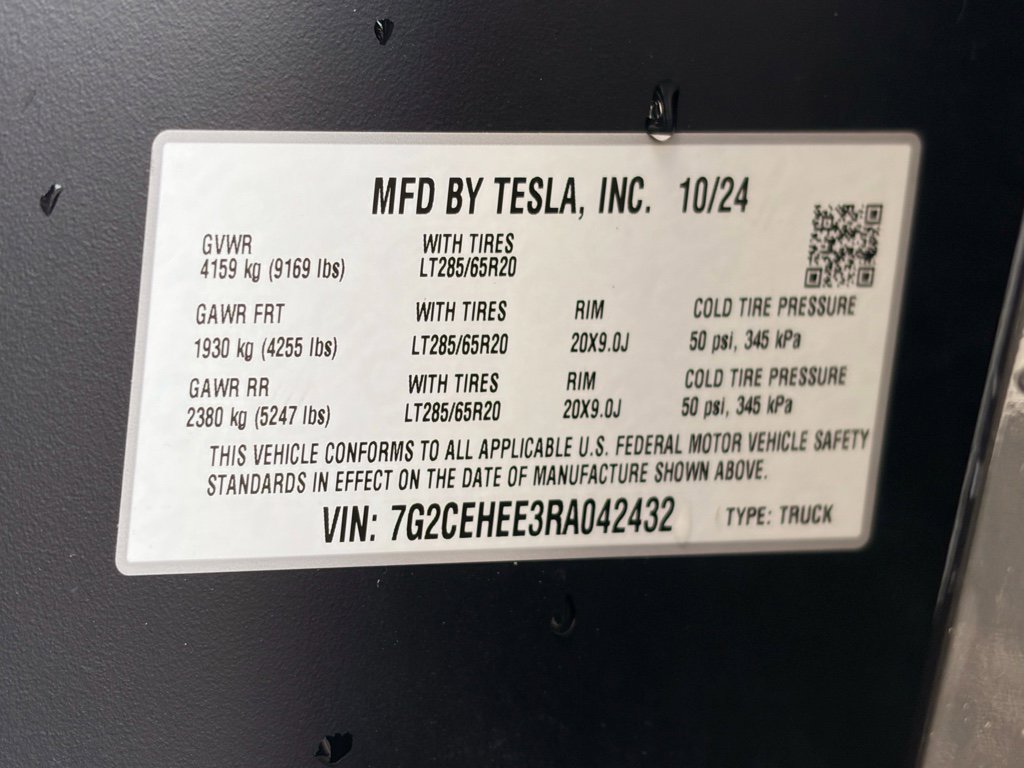 MFD BY TESLA, INC. 10/24
GVWR WITH TIRES
4159 kg (9169 lbs) LT285/65R20
GAWR FRT WITH TIRES RIM COLD TIRE PRESSURE
1930 kg (4255 lbs) LT285/65R20 20X9.0J 50 psi, 345 kPa
GAWR RR WITH TIRES RIM COLD TIRE PRESSURE
2380 kg (5247 lbs) LT285/65R20 20X9.0J 50 psi, 345 kPa
THIS VEHICLE CONFORMS TO ALL APPLICABLE U.S. FEDERAL MOTOR VEHICLE SAFETY
STANDARDS IN EFFECT ON THE DATE OF MANUFACTURE SHOWN ABOVE.
VIN: 7G2CEHEE3RA042432 TYPE: TRUCK